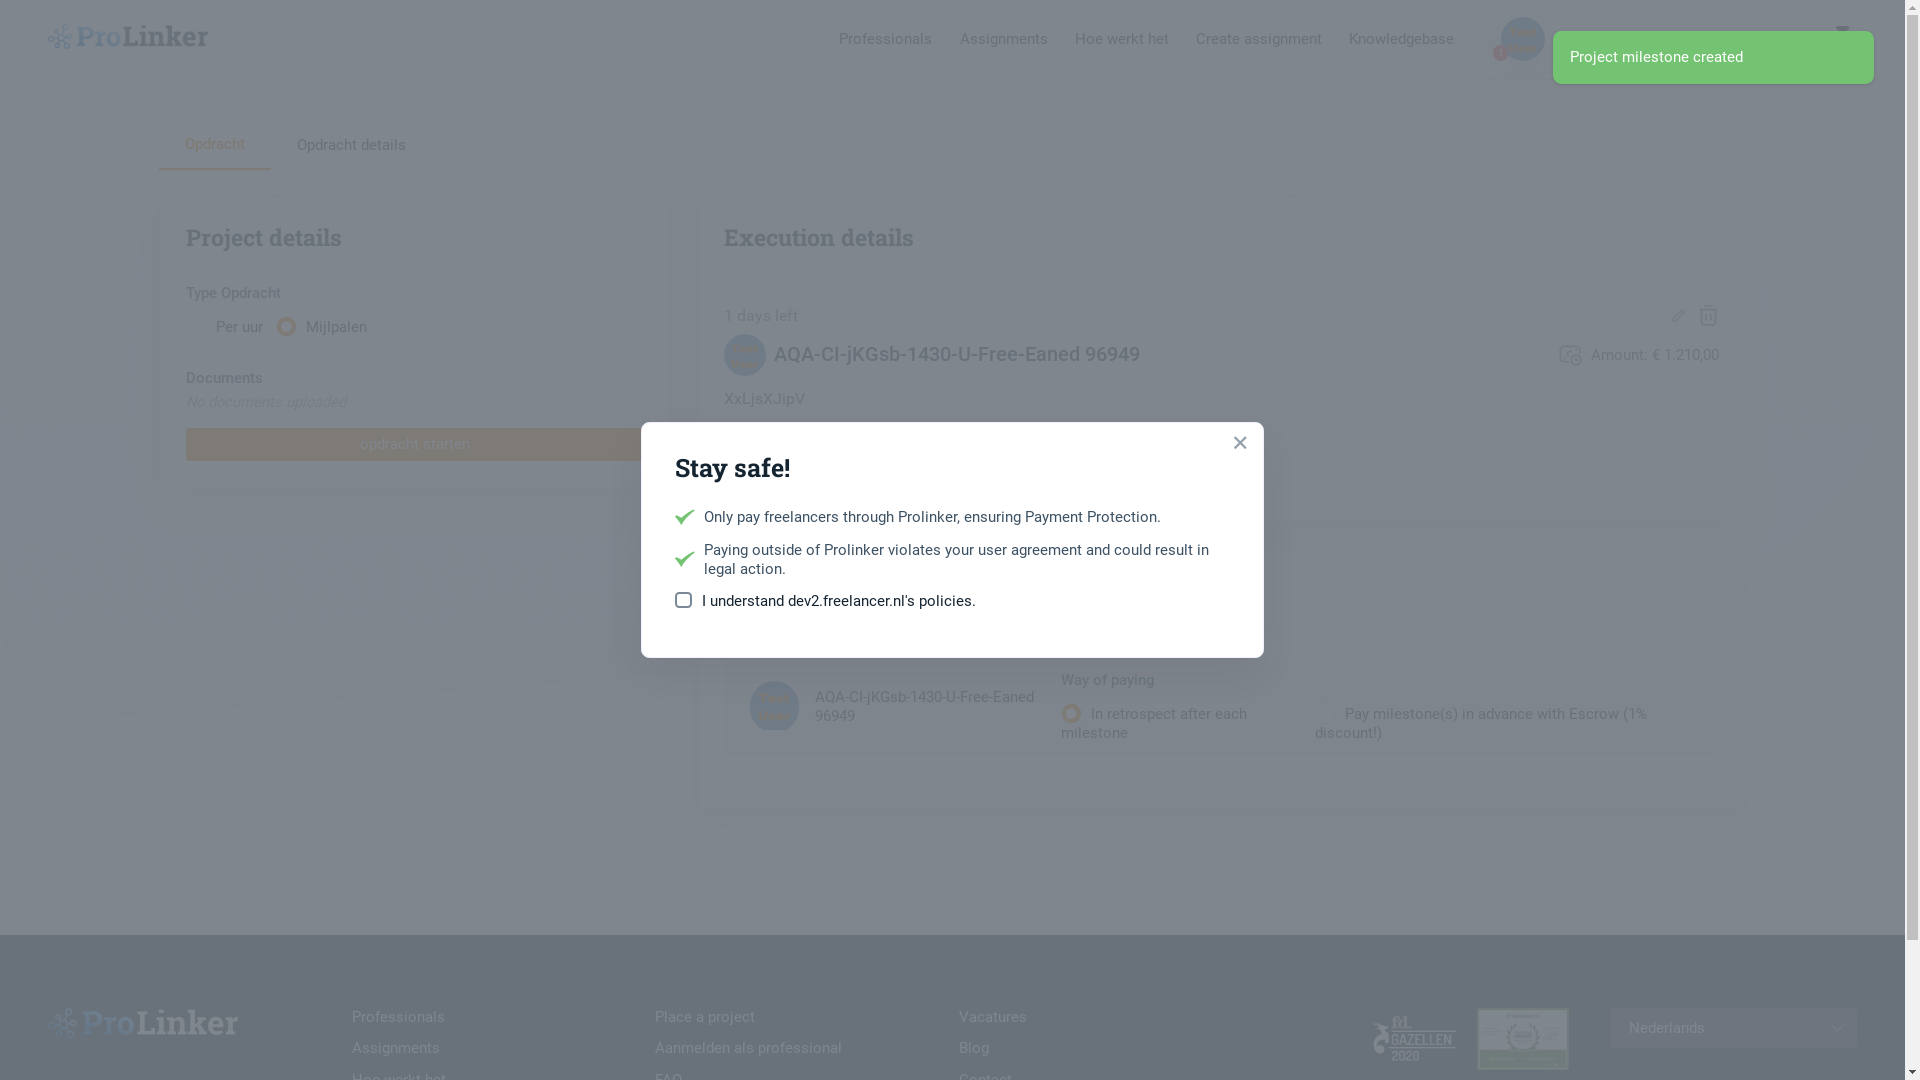 ProLinker
Professionals
Assignments
Hoe werkt het
Create assignment
Knowledgebase
Project milestone created
Opdracht
Opdracht details
Project details
Execution details
Type Opdracht
1 days left
Per uur
Mijlpalen
AQA-CI-jKGsb-1430-U-Free-Eaned 96949
Amount: € 1.210,00
Documents
No documents uploaded
XxLjsXJipV
opdracht starten
Stay safe!
Only pay freelancers through Prolinker, ensuring Payment Protection.
Paying outside of Prolinker violates your user agreement and could result in
legal action.
I understand dev2.freelancer.nl's policies.
Way of paying
AQA-CI-jKGsb-1430-U-Free-Eaned
96949
In retrospect after each
milestone
Pay milestone(s) in advance with Escrow (1%
discount!)
ProLinker
Professionals
Place a project
Vacatures
Nederlands
Assignments
Aanmelden als professional
Blog
Hoe werkt het
FAQ
Contact
GAZELLEN
2020